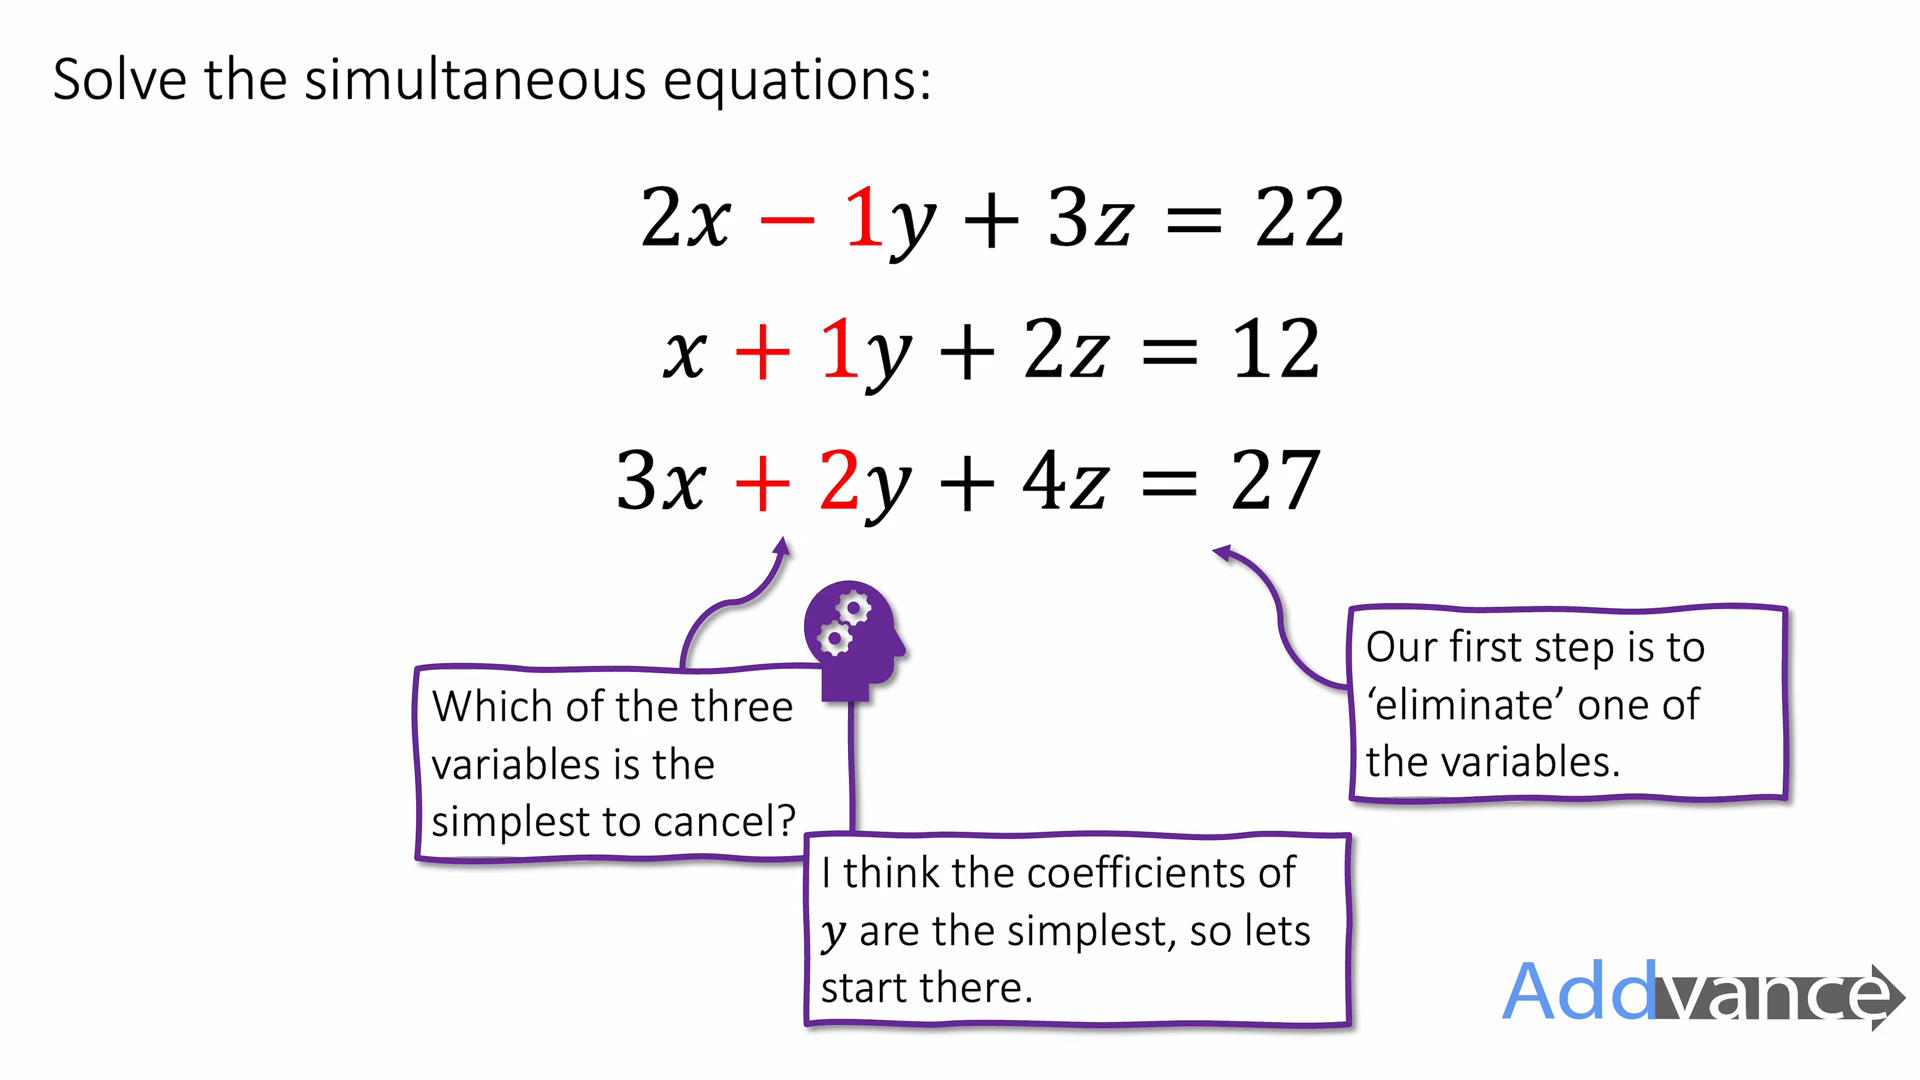 Solve the simultaneous equations:
2x − 1y + 3z = 22
x + 1y + 2z = 12
3x + 2y + 4z = 27
Which of the three
variables is the
simplest to cancel?
Our first step is to
‘eliminate’ one of
the variables.
I think the coefficients of
y are the simplest, so lets
start there.
Addvance